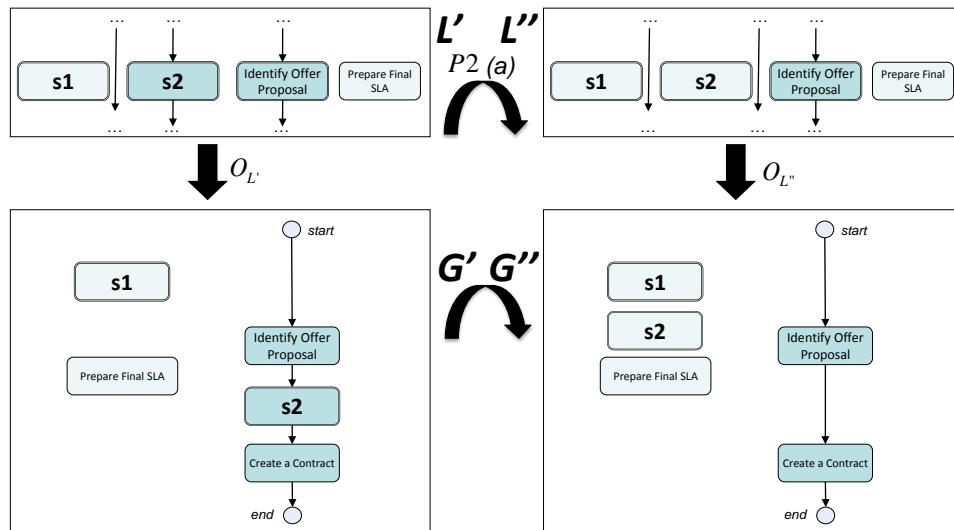 ... ... ...
s1 s2 Identify Offer Proposal Prepare Final SLA
... ... ...
L' L''
P2 (a)
... ... ...
s1 s2 Identify Offer Proposal Prepare Final SLA
... ... ...
O_{L'}
O_{L''}
start
s1
Identify Offer
Proposal
Prepare Final SLA
s2
Create a Contract
end
G' G''
start
s1
s2
Identify Offer
Proposal
Prepare Final SLA
Create a Contract
end